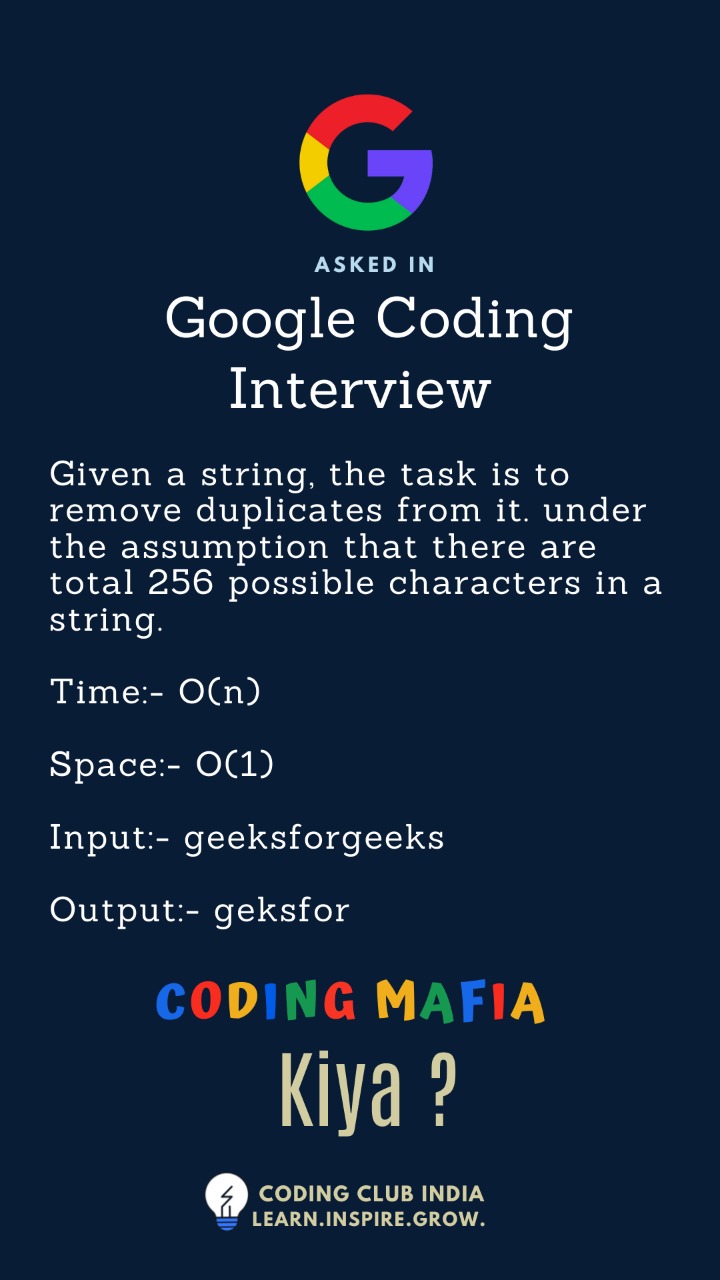 ASKED IN
Google Coding
Interview
Given a string, the task is to
remove duplicates from it. under
the assumption that there are
total 256 possible characters in a
string.
Time:- O(n)
Space:- O(1)
Input:- geeksforgeeks
Output:- geksfor
CODING MAFIA
Kiya ?
CODING CLUB INDIA
LEARN.INSPIRE.GROW.